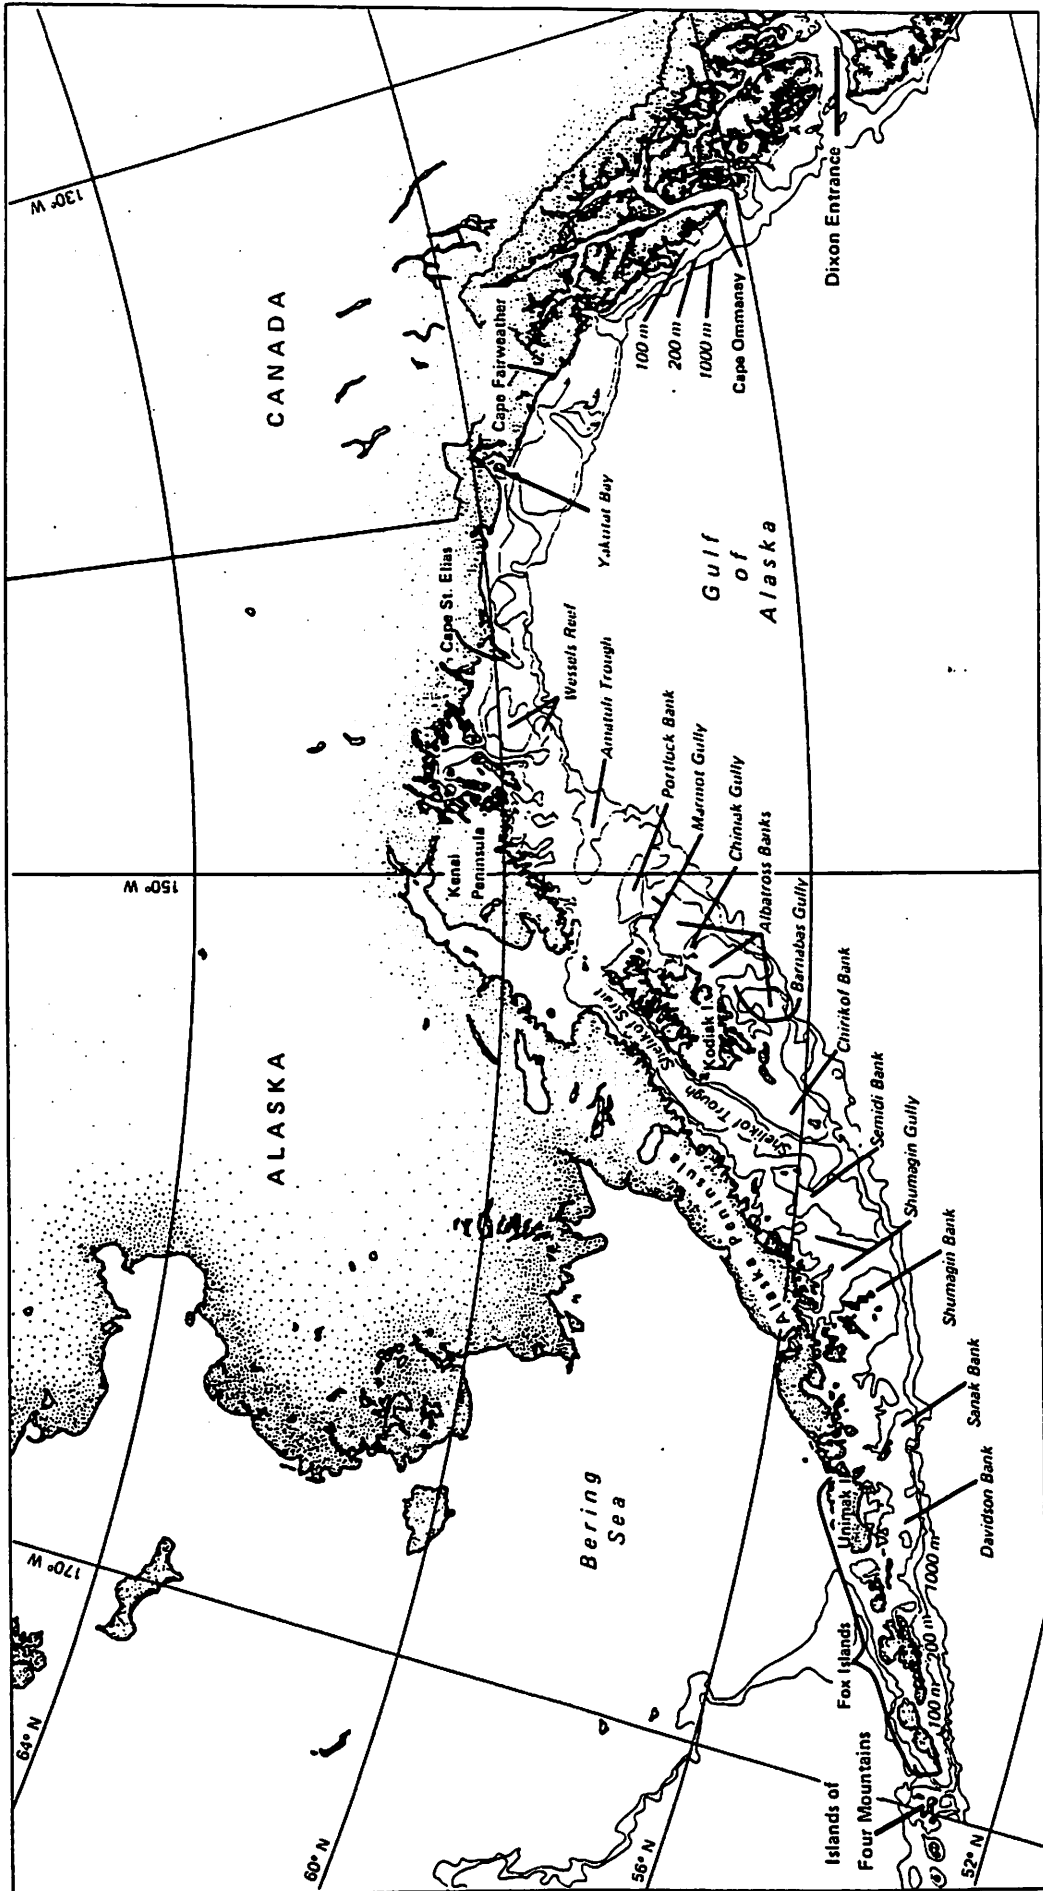 130° W
150° W
170° W
64° N
60° N
56° N
52° N
CANADA
ALASKA
Bering
Sea
Gulf
of
Alaska
Kenai
Peninsula
Cape St. Elias
Cape Fairweather
Yakutat Bay
Wessels Reef
Amatuli Trough
Portlock Bank
Marmot Gully
Chiniak Gully
Albatross Banks
Barnabas Gully
Chirikof Bank
Semidi Bank
Shumagin Gully
Shumagin Bank
Sanak Bank
Davidson Bank
Shelikof Strait
Kodiak I.
Shelikof Trough
Alaska Peninsula
Unimak I.
Fox Islands
Islands of
Four Mountains
100 m
200 m
1000 m
100 m
200 m
1000 m
Cape Ommanay
Dixon Entrance